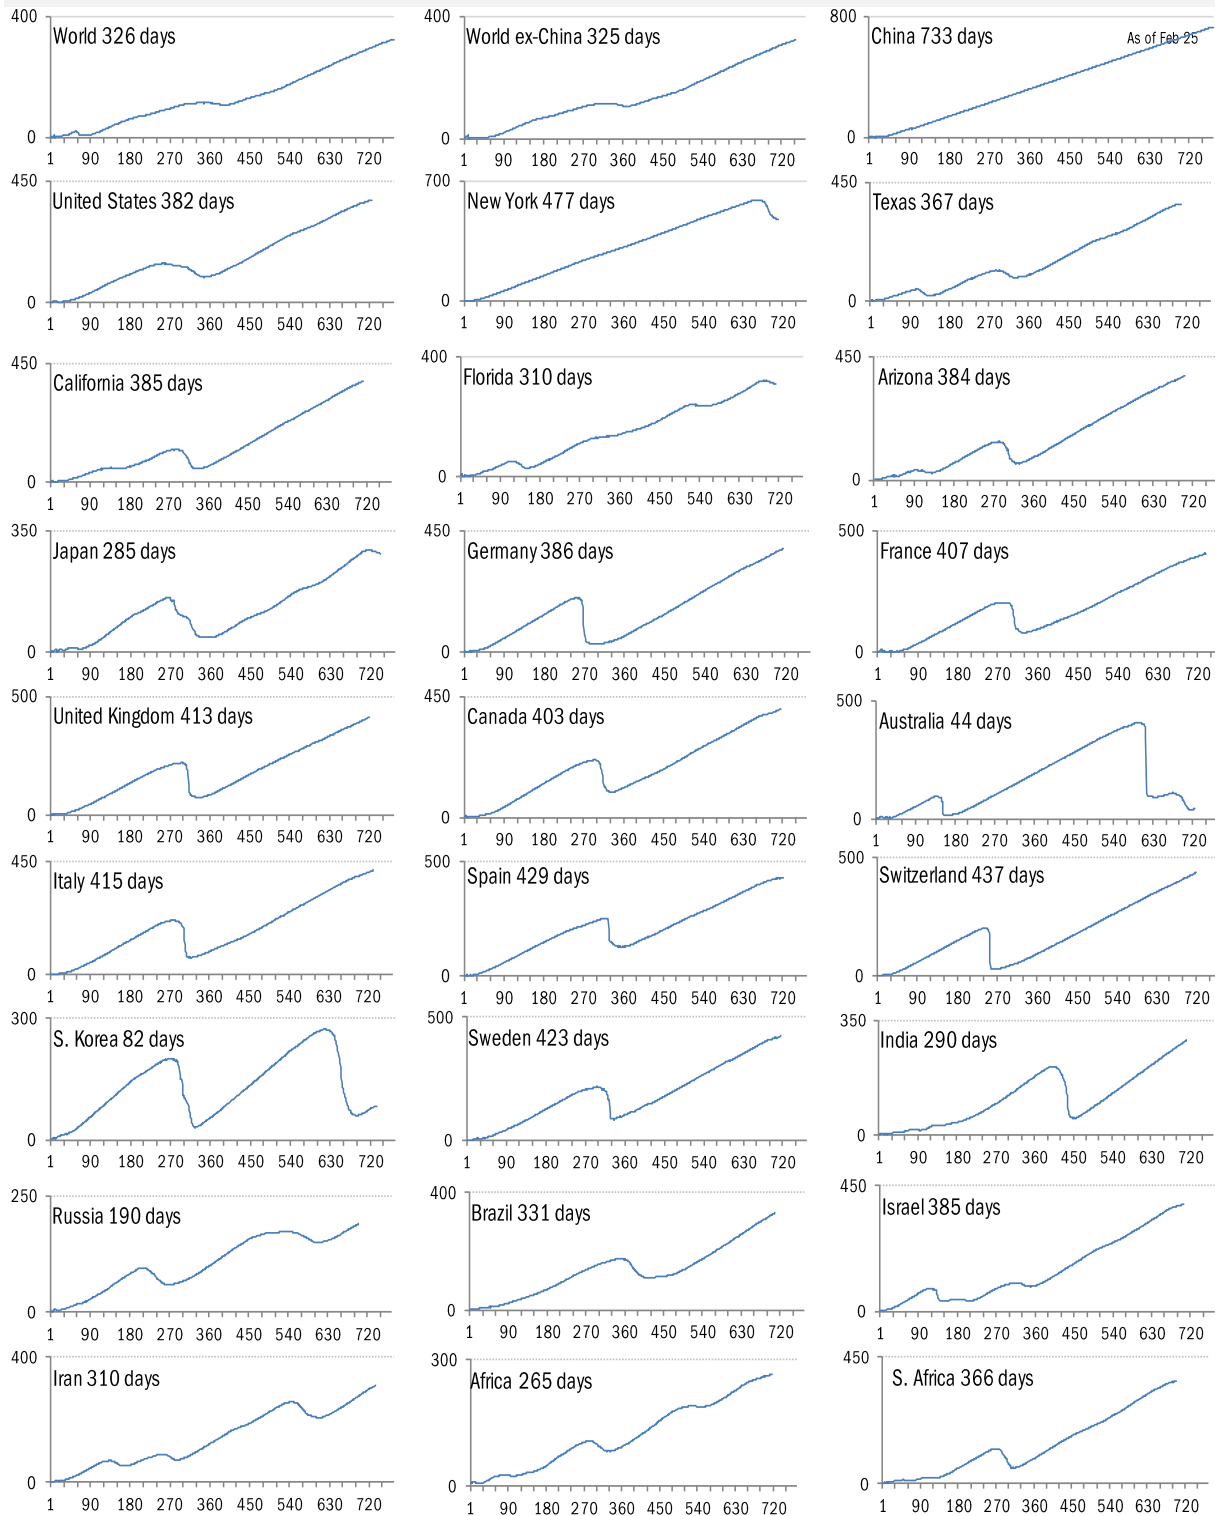 400 400 800
World 326 days World ex-China 325 days China 733 days As of Feb 25
0 0 0
1 90 180 270 360 450 540 630 720 1 90 180 270 360 450 540 630 720 1 90 180 270 360 450 540 630 720
450 700 450
United States 382 days New York 477 days Texas 367 days
0 0 0
1 90 180 270 360 450 540 630 720 1 90 180 270 360 450 540 630 720 1 90 180 270 360 450 540 630 720
450 400 450
California 385 days Florida 310 days Arizona 384 days
0 0 0
1 90 180 270 360 450 540 630 720 1 90 180 270 360 450 540 630 720 1 90 180 270 360 450 540 630 720
350 450 500
Japan 285 days Germany 386 days France 407 days
0 0 0
1 90 180 270 360 450 540 630 720 1 90 180 270 360 450 540 630 720 1 90 180 270 360 450 540 630 720
500 450 500
United Kingdom 413 days Canada 403 days Australia 44 days
0 0 0
1 90 180 270 360 450 540 630 720 1 90 180 270 360 450 540 630 720 1 90 180 270 360 450 540 630 720
450 500 500
Italy 415 days Spain 429 days Switzerland 437 days
0 0 0
1 90 180 270 360 450 540 630 720 1 90 180 270 360 450 540 630 720 1 90 180 270 360 450 540 630 720
300 500 350
S. Korea 82 days Sweden 423 days India 290 days
0 0 0
1 90 180 270 360 450 540 630 720 1 90 180 270 360 450 540 630 720 1 90 180 270 360 450 540 630 720
250 400 450
Russia 190 days Brazil 331 days Israel 385 days
0 0 0
1 90 180 270 360 450 540 630 720 1 90 180 270 360 450 540 630 720 1 90 180 270 360 450 540 630 720
400 300 450
Iran 310 days Africa 265 days S. Africa 366 days
0 0 0
1 90 180 270 360 450 540 630 720 1 90 180 270 360 450 540 630 720 1 90 180 270 360 450 540 630 720